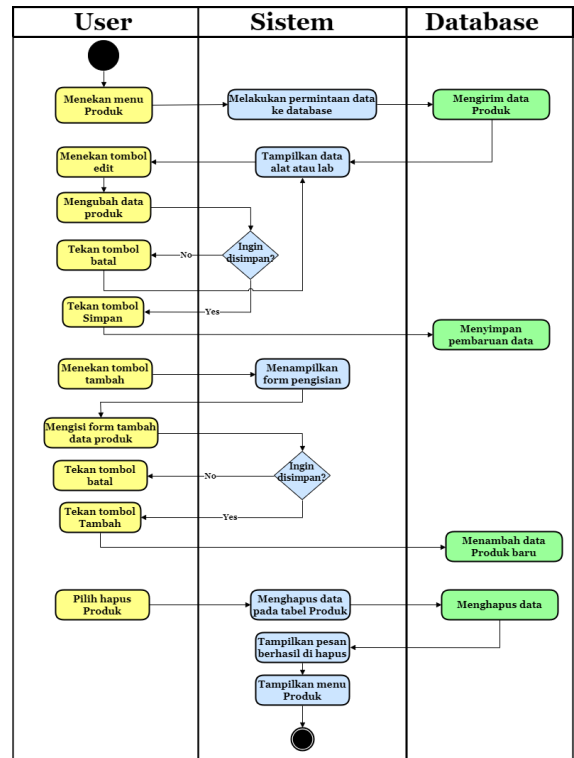 User
Sistem
Database
Menekan menu
Produk
Melakukan permintaan data
ke database
Mengirim data
Produk
Menekan tombol
edit
Tampilkan data
alat atau lab
Mengubah data
produk
Ingin
disimpan?
Tekan tombol
batal
No
Tekan tombol
Simpan
Yes
Menyimpan
pembaruan data
Menekan tombol
tambah
Menampilkan
form pengisian
Mengisi form tambah
data produk
Ingin
disimpan?
Tekan tombol
batal
No
Tekan tombol
Tambah
Yes
Menambah data
Produk baru
Pilih hapus
Produk
Menghapus data
pada tabel Produk
Menghapus data
Tampilkan pesan
berhasil di hapus
Tampilkan menu
Produk